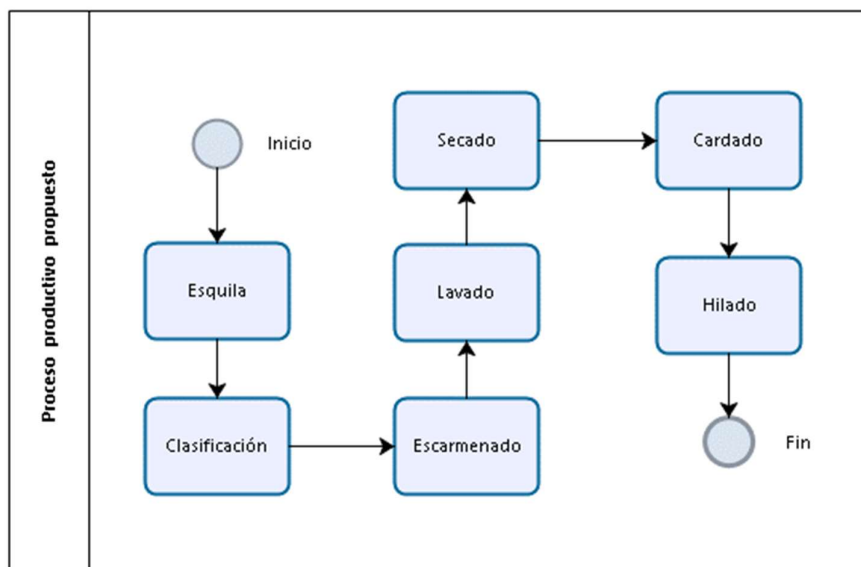 Proceso productivo propuesto
Inicio
Esquila
Clasificación
Escarmenado
Lavado
Secado
Cardado
Hilado
Fin